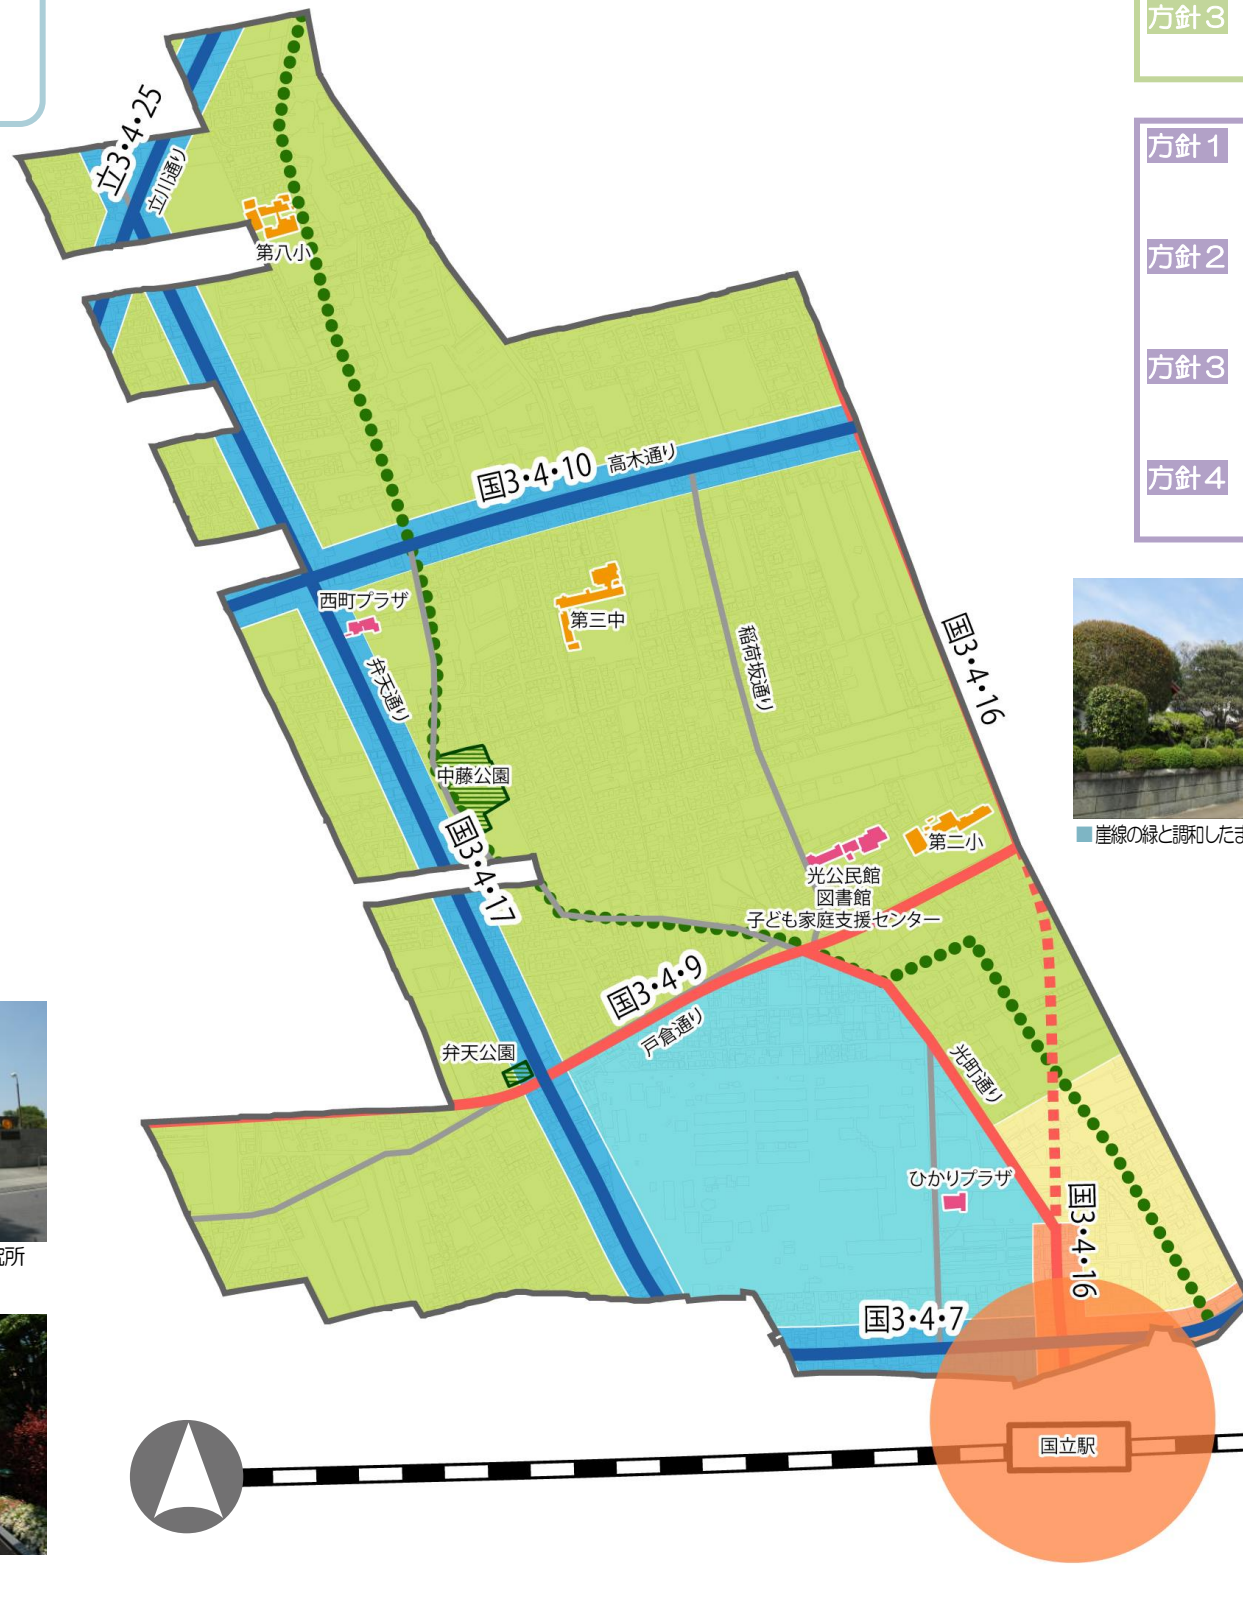 方針3
方針1
方針2
方針3
方針4
立3・4・25
立川通り
第八小
国3・4・10
高木通り
西町プラザ
第三中
弁天通り
稲荷坂通り
国3・4・16
中藤公園
国3・4・17
第二小
光公民館
図書館
子ども家庭支援センター
■崖線の緑と調和したま
国3・4・9
戸倉通り
弁天公園
光町通り
ひかりプラザ
国3・4・16
究所
国3・4・7
国立駅